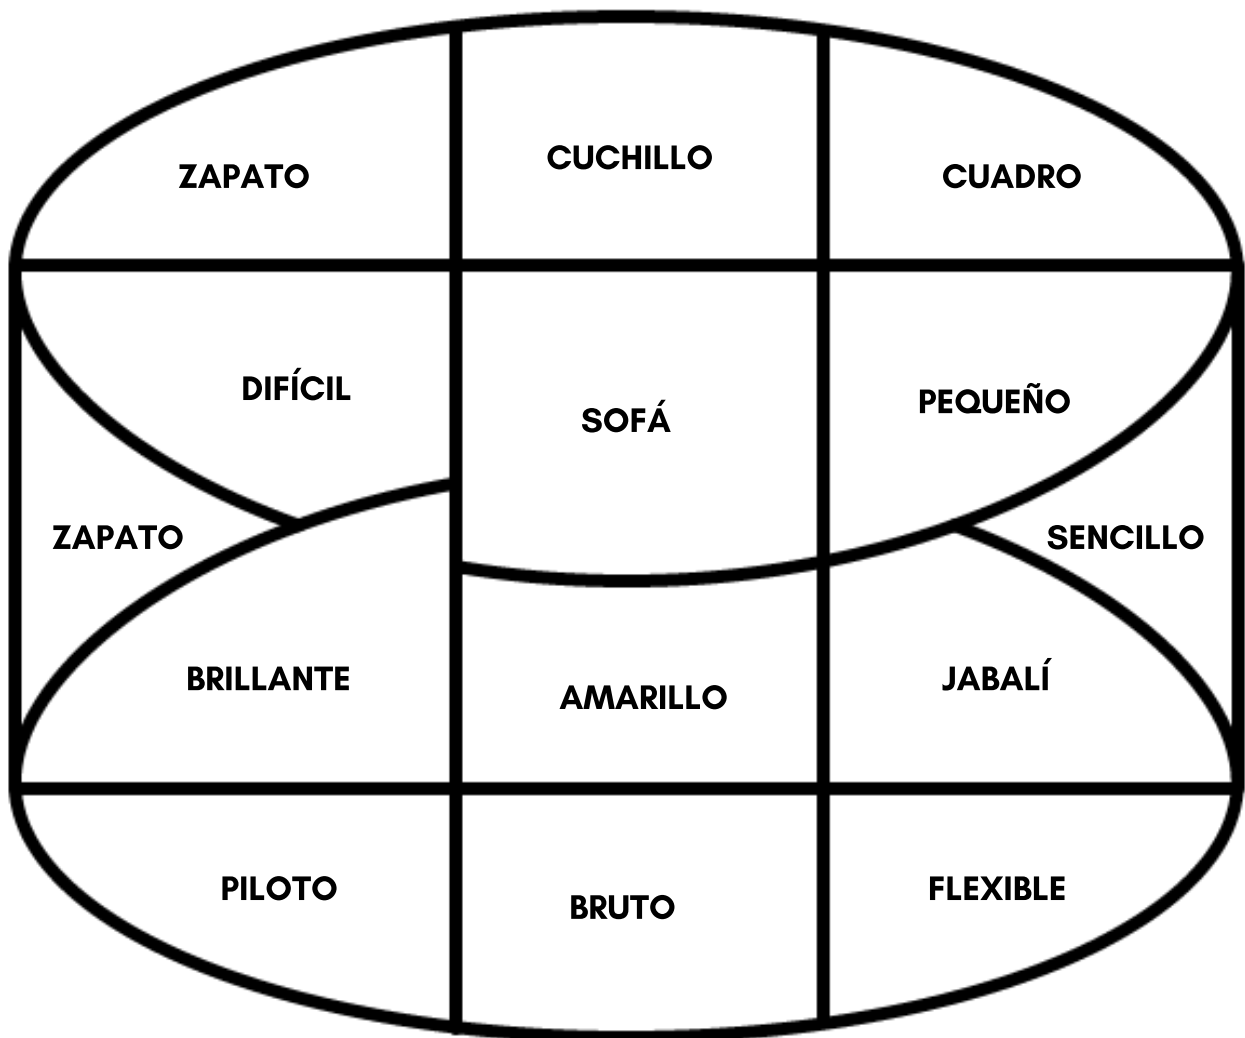 ZAPATO
CUCHILLO
CUADRO
DIFÍCIL
SOFÁ
PEQUEÑO
ZAPATO
SENCILLO
BRILLANTE
AMARILLO
JABALÍ
PILOTO
BRUTO
FLEXIBLE